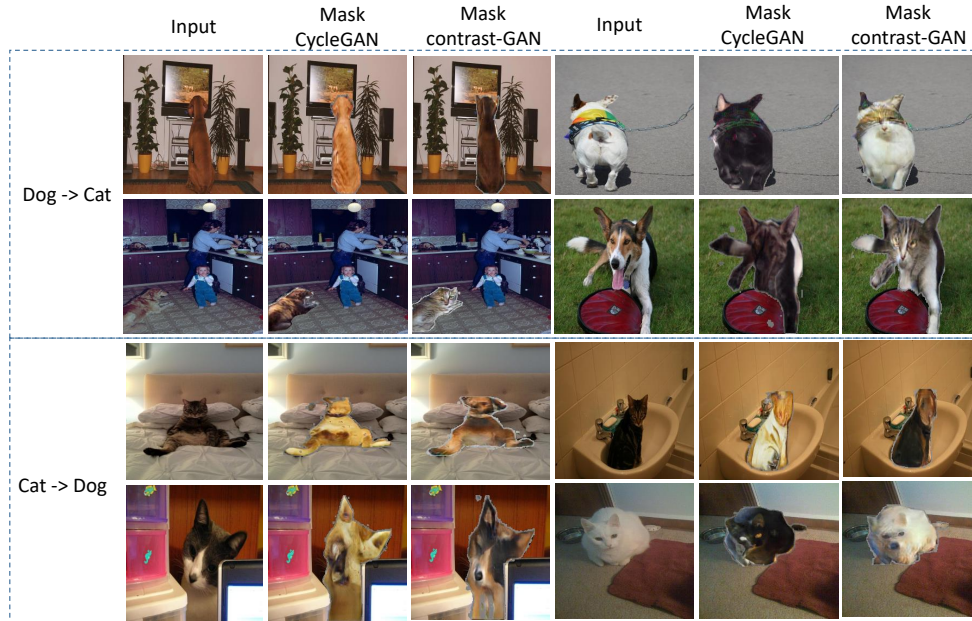 Input
Mask
CycleGAN
Mask
contrast-GAN
Input
Mask
CycleGAN
Mask
contrast-GAN
Dog -> Cat
Cat -> Dog